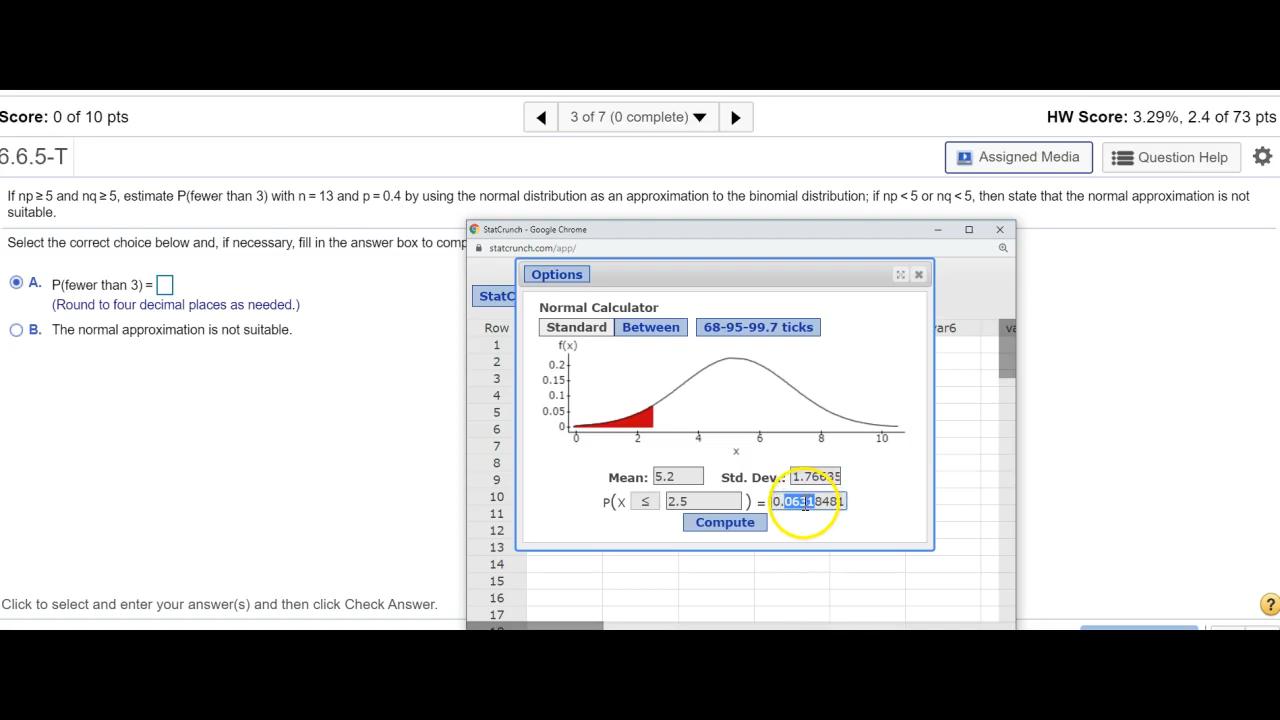 Score: 0 of 10 pts
3 of 7 (0 complete)
HW Score: 3.29%, 2.4 of 73 pts
6.6.5-T
Assigned Media
Question Help
If np ≥ 5 and nq ≥ 5, estimate P(fewer than 3) with n = 13 and p = 0.4 by using the normal distribution as an approximation to the binomial distribution; if np < 5 or nq < 5, then state that the normal approximation is not
suitable.
Select the correct choice below and, if necessary, fill in the answer box to comp
A. P(fewer than 3) =
(Round to four decimal places as needed.)
B. The normal approximation is not suitable.
StatCrunch - Google Chrome
statcrunch.com/app/
Options
StatC
Normal Calculator
Row
Standard
Between
68-95-99.7 ticks
var6
va
f(x)
0.2
0.15
0.1
0.05
0
0
2
4
6
8
10
x
Mean: 5.2
Std. Dev.: 1.76635
P(X ≤ 2.5 ) = 0.06318481
Compute
1
2
3
4
5
6
7
8
9
10
11
12
13
14
15
16
17
Click to select and enter your answer(s) and then click Check Answer.
?